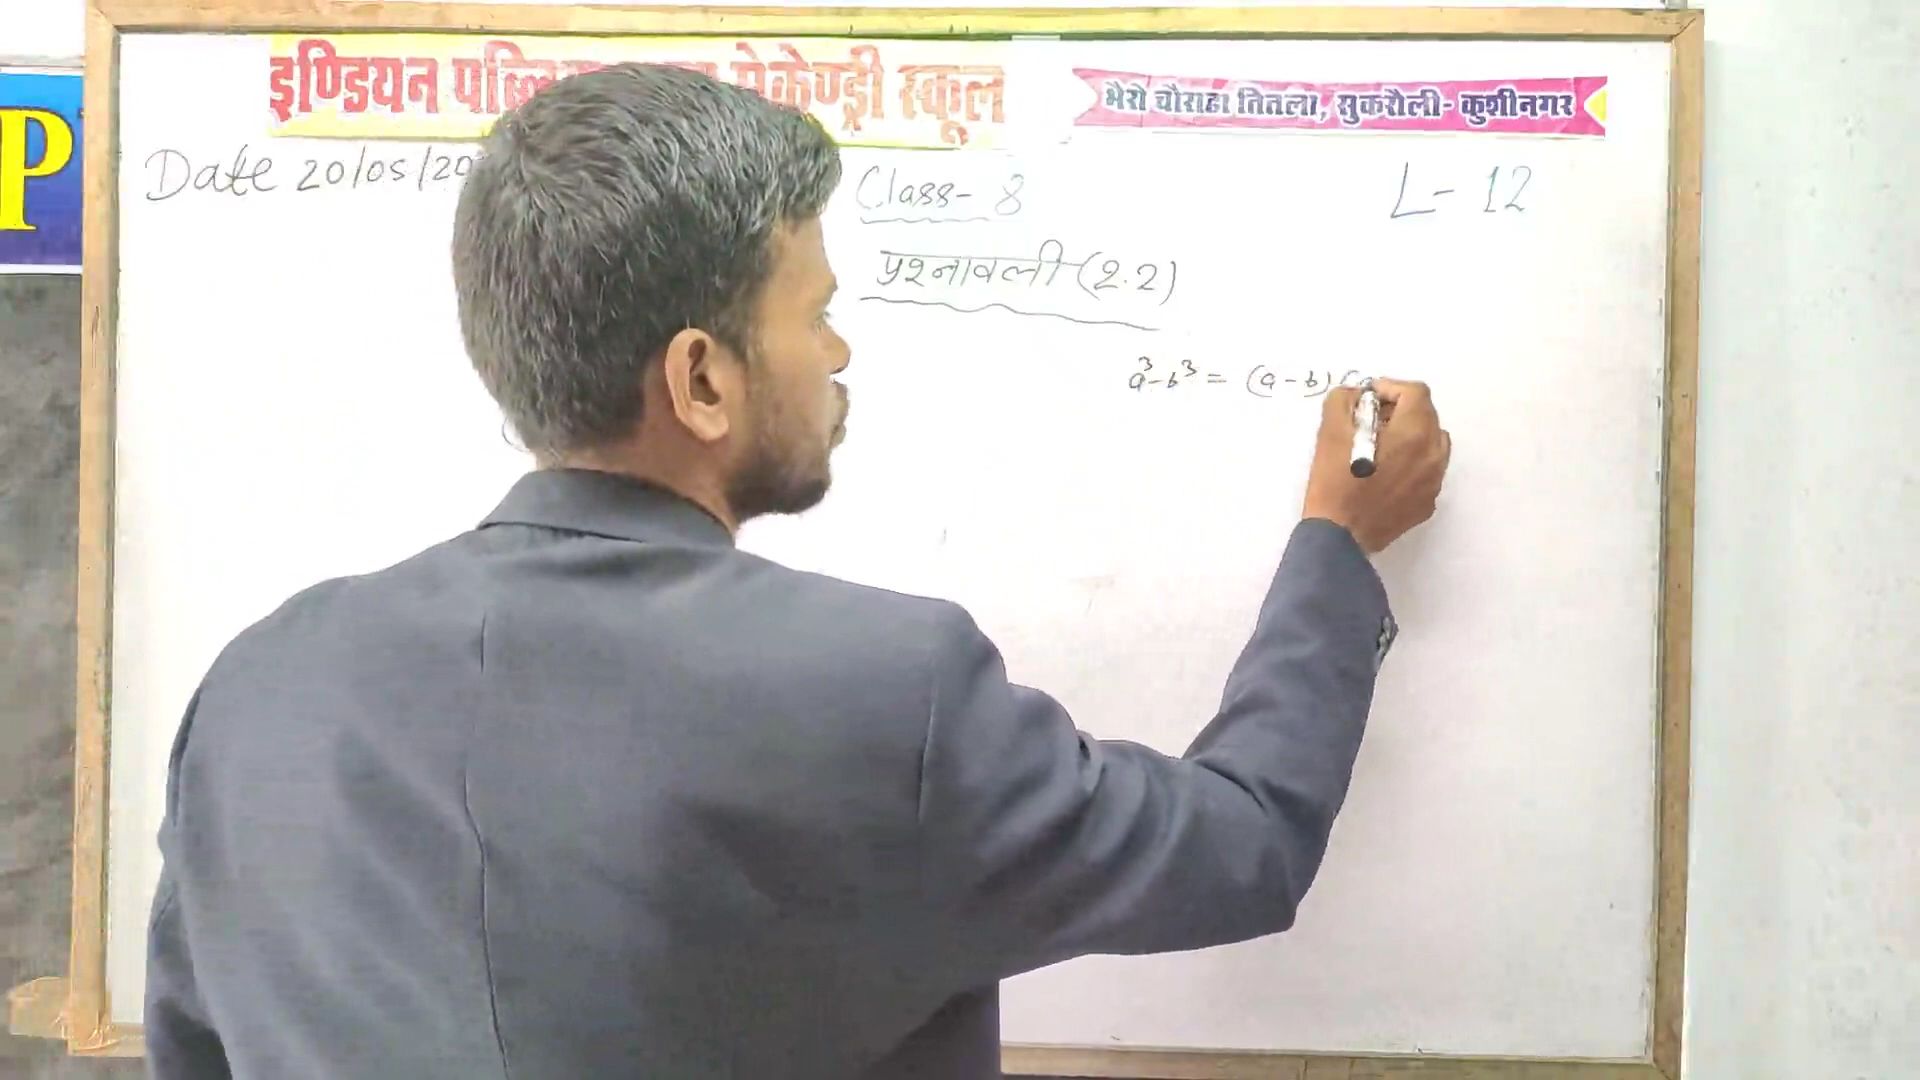 इण्डियन सेकेण्ड्री स्कूल
भैरो चौराहा तितला, सुकरौली- कुशीनगर
P
Date 20/05/20
Class- 8
L- 12
प्रश्नावली (2.2)
a³-b³ = (a-b) (a